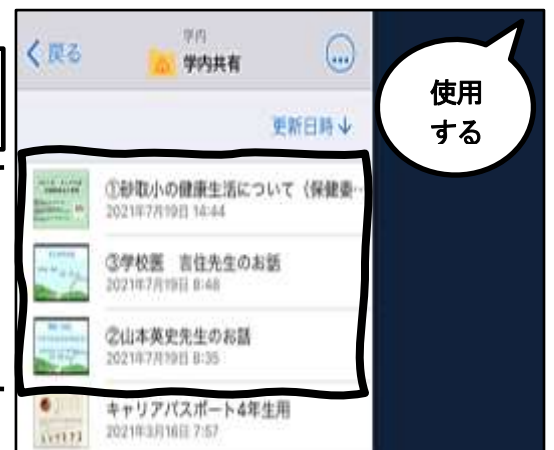 戻る
学内
学内共有
更新日時↓
使用
する
①砂取小の健康生活について（保健委…
2021年7月19日 14:44
③学校医 言住先生のお話
2021年7月19日 8:48
②山本英史先生のお話
2021年7月19日 8:35
キャリアパスポート4年生用
2021年3月16日 7:57